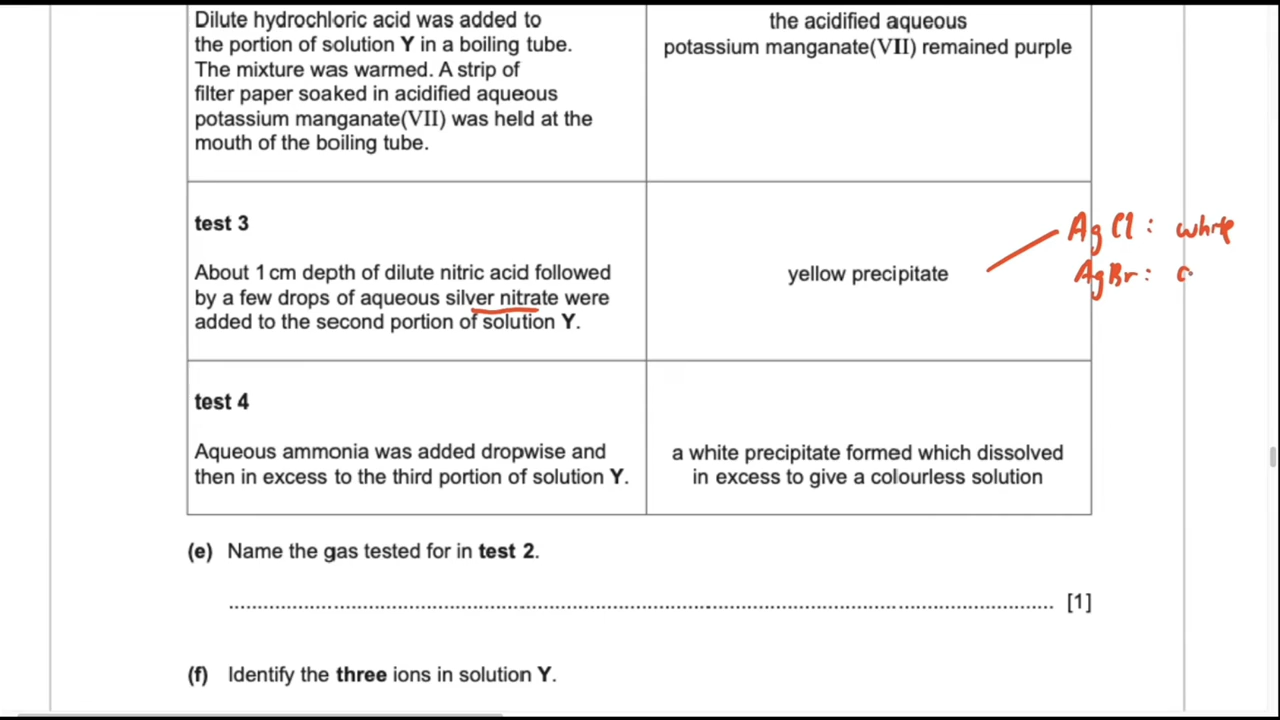 Dilute hydrochloric acid was added to
the portion of solution Y in a boiling tube.
The mixture was warmed. A strip of
filter paper soaked in acidified aqueous
potassium manganate(VII) was held at the
mouth of the boiling tube.
the acidified aqueous
potassium manganate(VII) remained purple
test 3
About 1 cm depth of dilute nitric acid followed
by a few drops of aqueous silver nitrate were
added to the second portion of solution Y.
yellow precipitate
AgCl: white
AgBr: c
test 4
Aqueous ammonia was added dropwise and
then in excess to the third portion of solution Y.
a white precipitate formed which dissolved
in excess to give a colourless solution
(e) Name the gas tested for in test 2.
[1]
(f) Identify the three ions in solution Y.